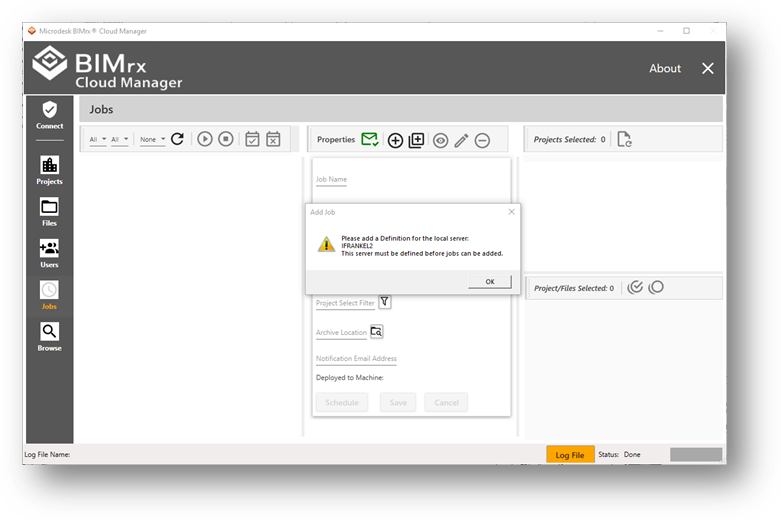 Microdesk BIMrx ® Cloud Manager
BIMrx
Cloud Manager
About
Connect
Projects
Files
Users
Jobs
Browse
Jobs
All All None
Properties
Projects Selected: 0
Job Name
Add Job
Please add a Definition for the local server:
IFRANKEL2
This server must be defined before jobs can be added.
OK
Project Select Filter
Archive Location
Notification Email Address
Deployed to Machine:
Schedule Save Cancel
Project/Files Selected: 0
Log File Name:
Log File
Status: Done